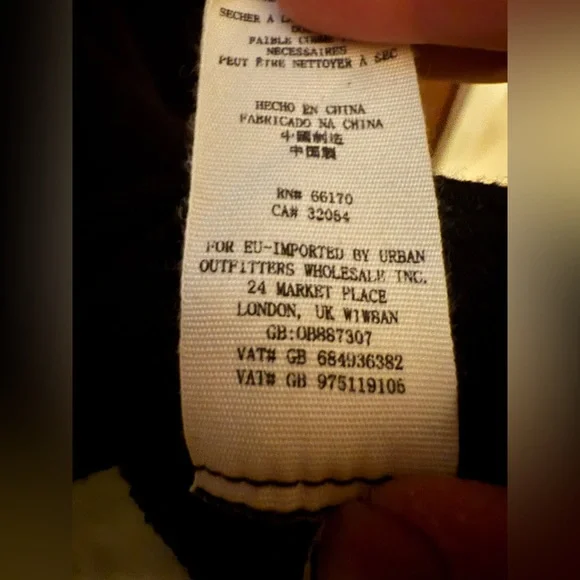 SECHER A
FAIBLE
NECESSAIRES
PEUT ETRE NETTOYER A SEC
HECHO EN CHINA
FABRICADO NA CHINA
中國制造
中国製
RN# 66170
CA# 32054
FOR EU-IMPORTED BY URBAN
OUTFITTERS WHOLESALE INC.
24 MARKET PLACE
LONDON, UK W1W8AN
GB:0B887307
VAT# GB 684936382
VAT# GB 975119106